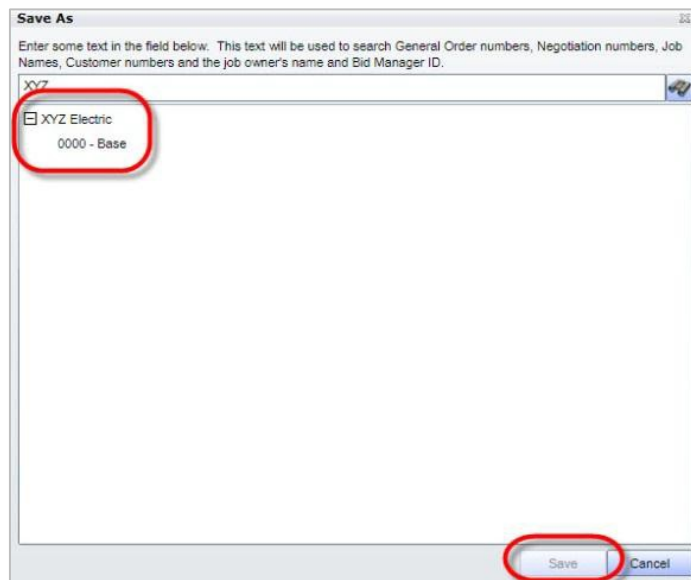 Save As
Enter some text in the field below. This text will be used to search General Order numbers, Negotiation numbers, Job
Names, Customer numbers and the job owner's name and Bid Manager ID.
XYZ
XYZ Electric
0000 - Base
Save
Cancel